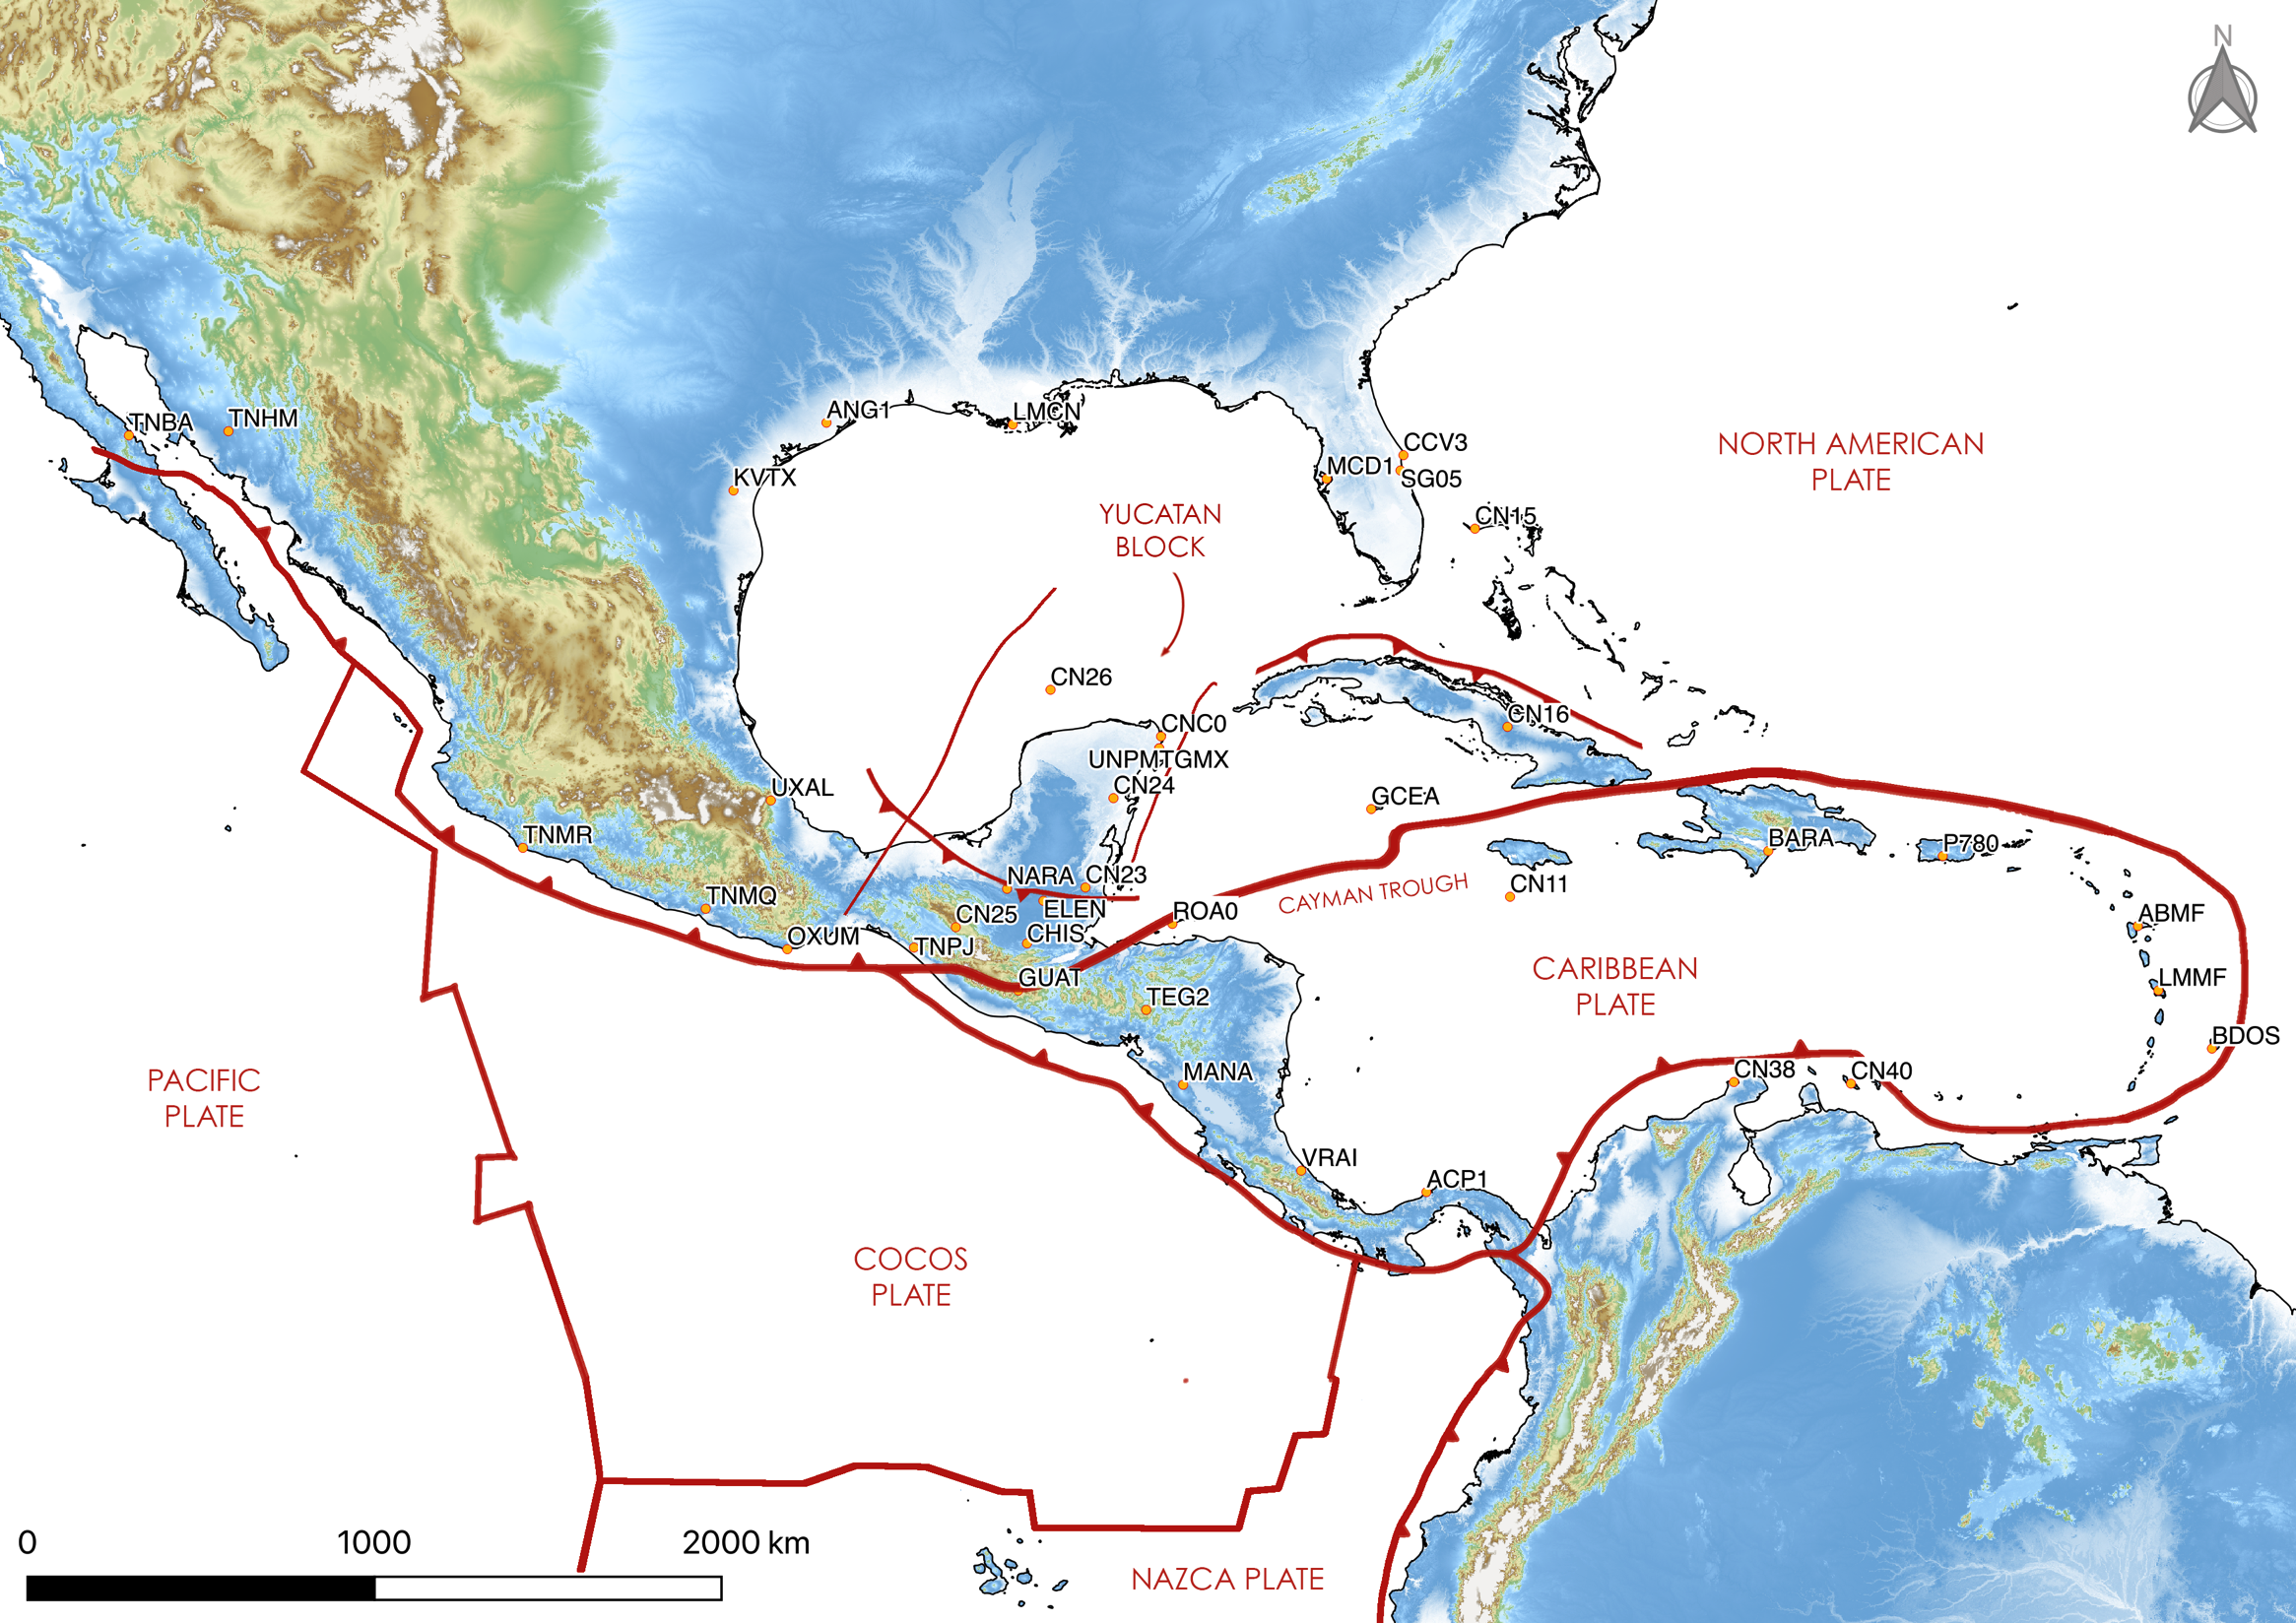 N
TNBA
TNHM
ANG1
LMCN
KVTX
CCV3
MCD1
SG05
NORTH AMERICAN
PLATE
YUCATAN
BLOCK
CN15
CN26
CNC0
CN16
UNPMTGMX
CN24
UXAL
GCEA
TNMR
BARA
P780
NARA
CN23
CAYMAN TROUGH
CN11
TNMQ
CN25
ELEN
ROA0
ABMF
OXUM
TNPJ
CHIS
GUAT
CARIBBEAN
PLATE
LMMF
TEG2
BDOS
PACIFIC
PLATE
MANA
CN38
CN40
VRAI
ACP1
COCOS
PLATE
0 1000 2000 km
NAZCA PLATE